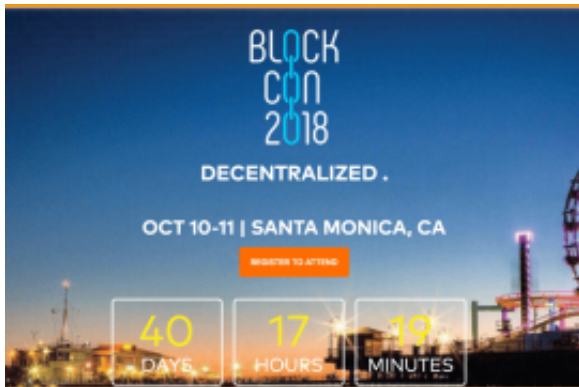 BLOCK
CON
2018
DECENTRALIZED .
OCT 10-11 | SANTA MONICA, CA
REGISTER TO ATTEND
40 17 19
DAYS HOURS MINUTES